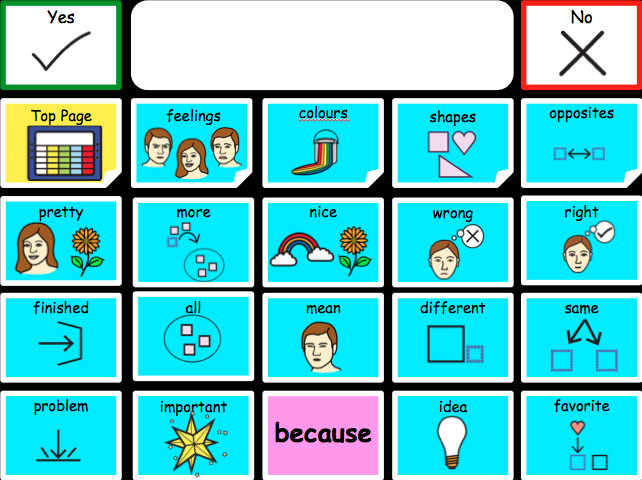 Yes
No
Top Page
feelings
colours
shapes
opposites
pretty
more
nice
wrong
right
finished
all
mean
different
same
problem
important
because
idea
favorite